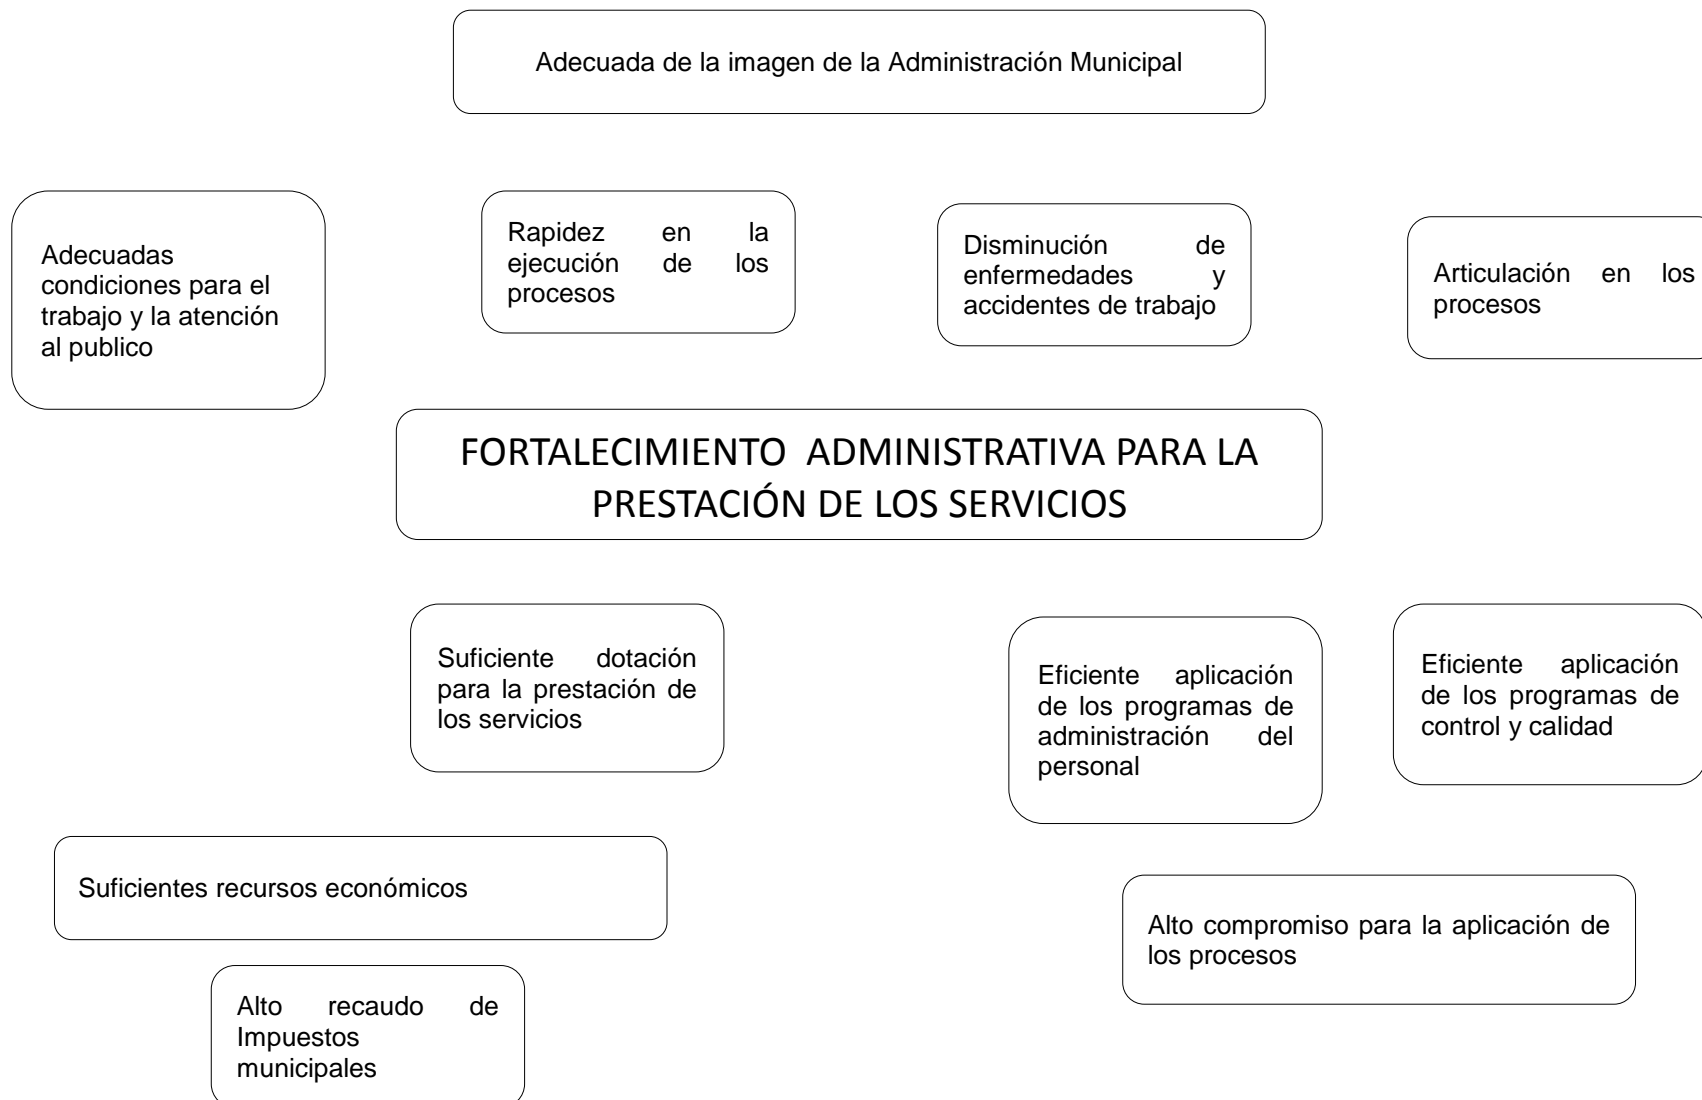 Adecuada de la imagen de la Administración Municipal
Adecuadas
condiciones para el
trabajo y la atención
al publico
Rapidez en la
ejecución de los
procesos
Disminución de
enfermedades y
accidentes de trabajo
Articulación en los
procesos
FORTALECIMIENTO ADMINISTRATIVA PARA LA
PRESTACIÓN DE LOS SERVICIOS
Suficiente dotación
para la prestación de
los servicios
Eficiente aplicación
de los programas de
administración del
personal
Eficiente aplicación
de los programas de
control y calidad
Suficientes recursos económicos
Alto compromiso para la aplicación de
los procesos
Alto recaudo de
Impuestos
municipales